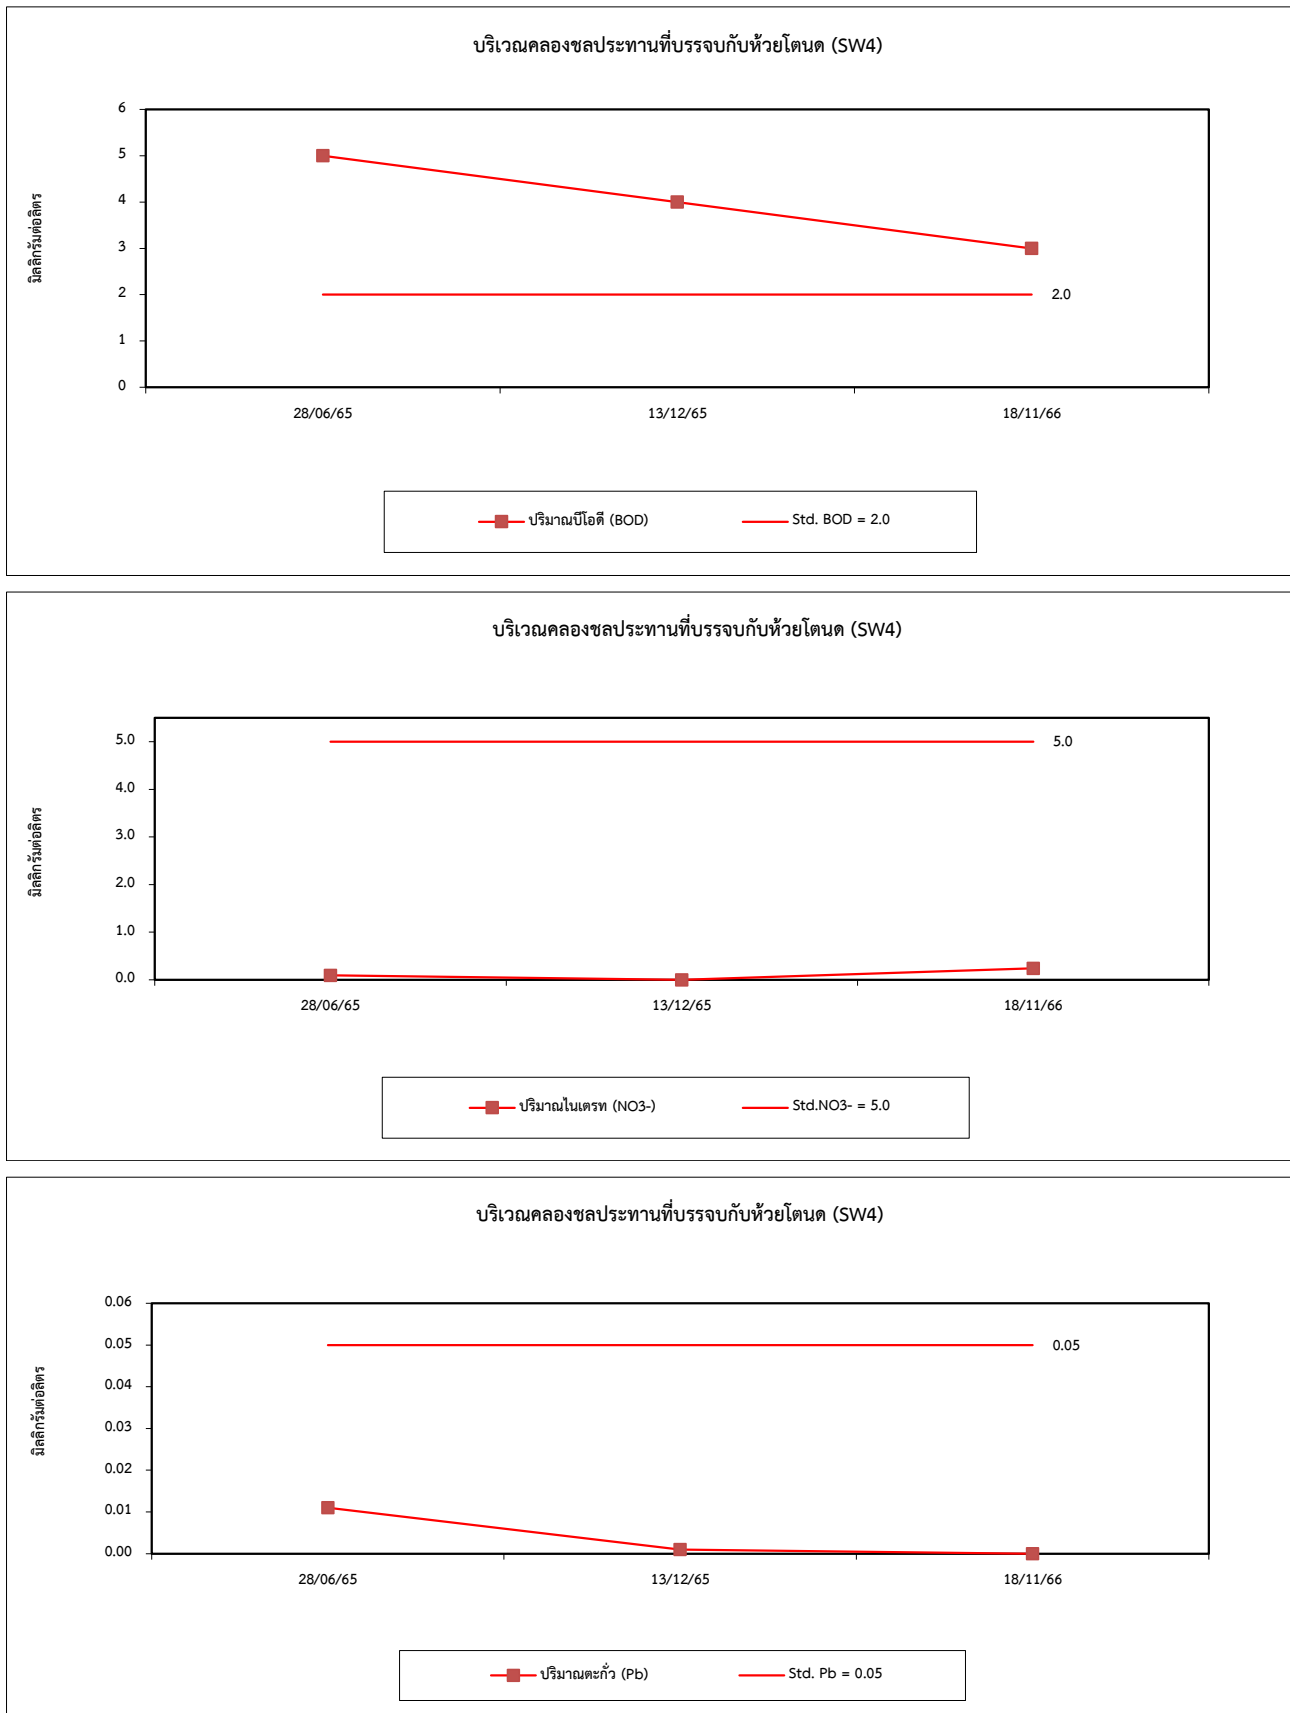 บริเวณคลองชลประทานที่บรรจบกับห้วยโตนด (SW4)
มิลลิกรัมต่อลิตร
6
5
4
3
2
1
0
2.0
28/06/65 13/12/65 18/11/66
ปริมาณบีโอดี (BOD) Std. BOD = 2.0
บริเวณคลองชลประทานที่บรรจบกับห้วยโตนด (SW4)
มิลลิกรัมต่อลิตร
5.0
4.0
3.0
2.0
1.0
0.0
5.0
28/06/65 13/12/65 18/11/66
ปริมาณไนเตรท (NO3-) Std.NO3- = 5.0
บริเวณคลองชลประทานที่บรรจบกับห้วยโตนด (SW4)
มิลลิกรัมต่อลิตร
0.06
0.05
0.04
0.03
0.02
0.01
0.00
0.05
28/06/65 13/12/65 18/11/66
ปริมาณตะกั่ว (Pb) Std. Pb = 0.05